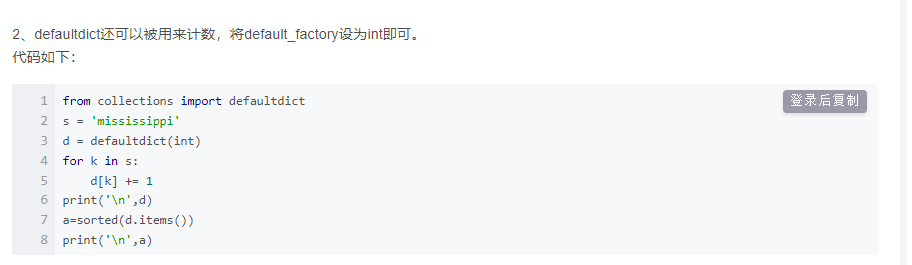 2、defaultdict还可以被用来计数，将default_factory设为int即可。
代码如下：
登录后复制
1 from collections import defaultdict
2 s = 'mississippi'
3 d = defaultdict(int)
4 for k in s:
5     d[k] += 1
6 print('\n',d)
7 a=sorted(d.items())
8 print('\n',a)